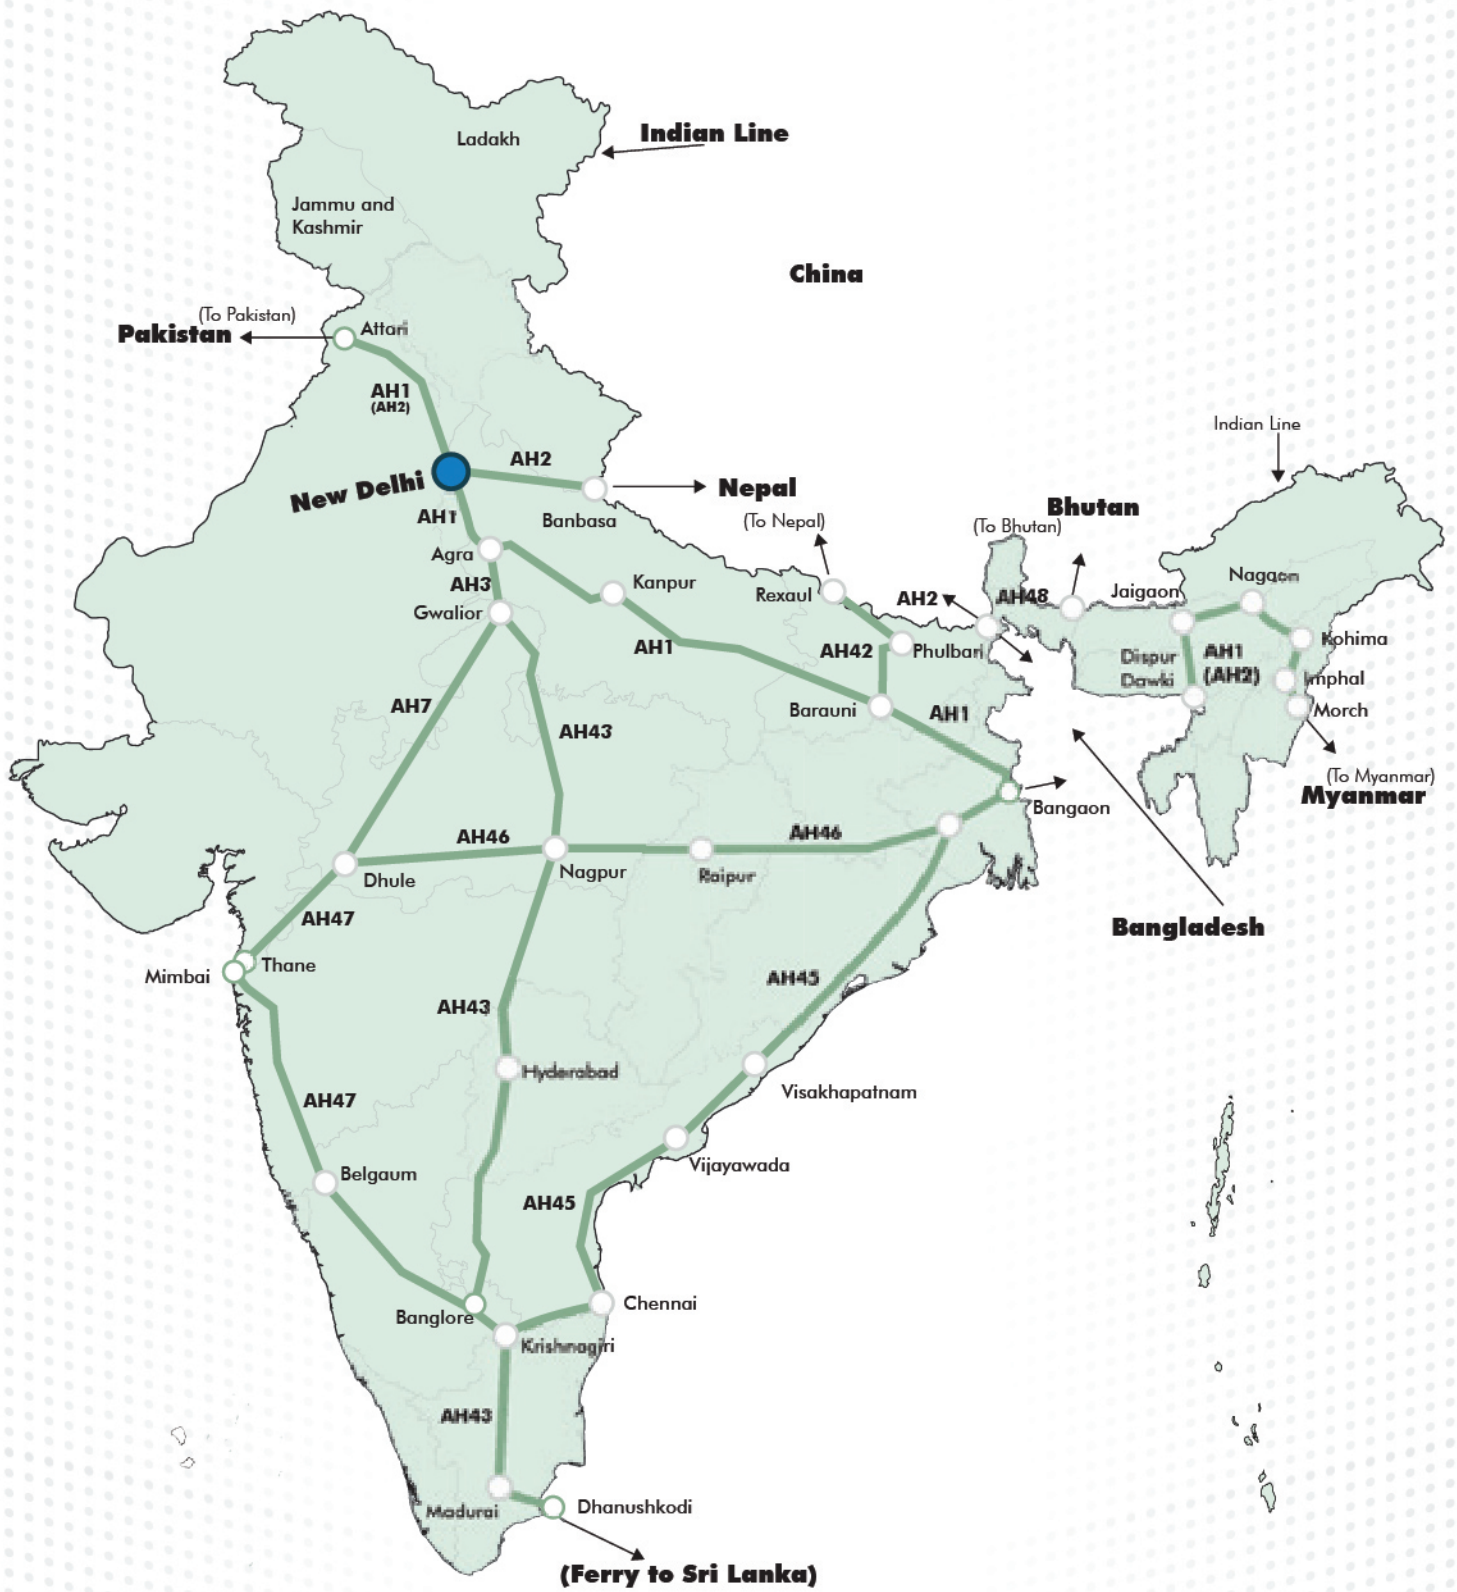 Ladakh
Indian Line
Jammu and
Kashmir
China
(To Pakistan)
Pakistan
Attari
AH1
(AH2)
Indian Line
New Delhi
AH2
Nepal
(To Nepal)
Banbasa
AH1
Bhutan
(To Bhutan)
Agra
AH3
Kanpur
Gwalior
Rexaul
AH2
AH48
Jaigaon
Nagaon
AH1
AH42
Phulbari
Kohima
Dispur
Dawki
AH1
(AH2)
Imphal
Morch
AH7
AH43
Barauni
AH1
(To Myanmar)
Myanmar
Bangaon
AH46
AH46
Dhule
Nagpur
Raipur
AH47
Bangladesh
Thane
Mimbai
AH45
AH43
Hyderabad
Visakhapatnam
AH47
Belgaum
Vijayawada
AH45
Chennai
Banglore
Krishnagiri
AH43
Madurai
Dhanushkodi
(Ferry to Sri Lanka)